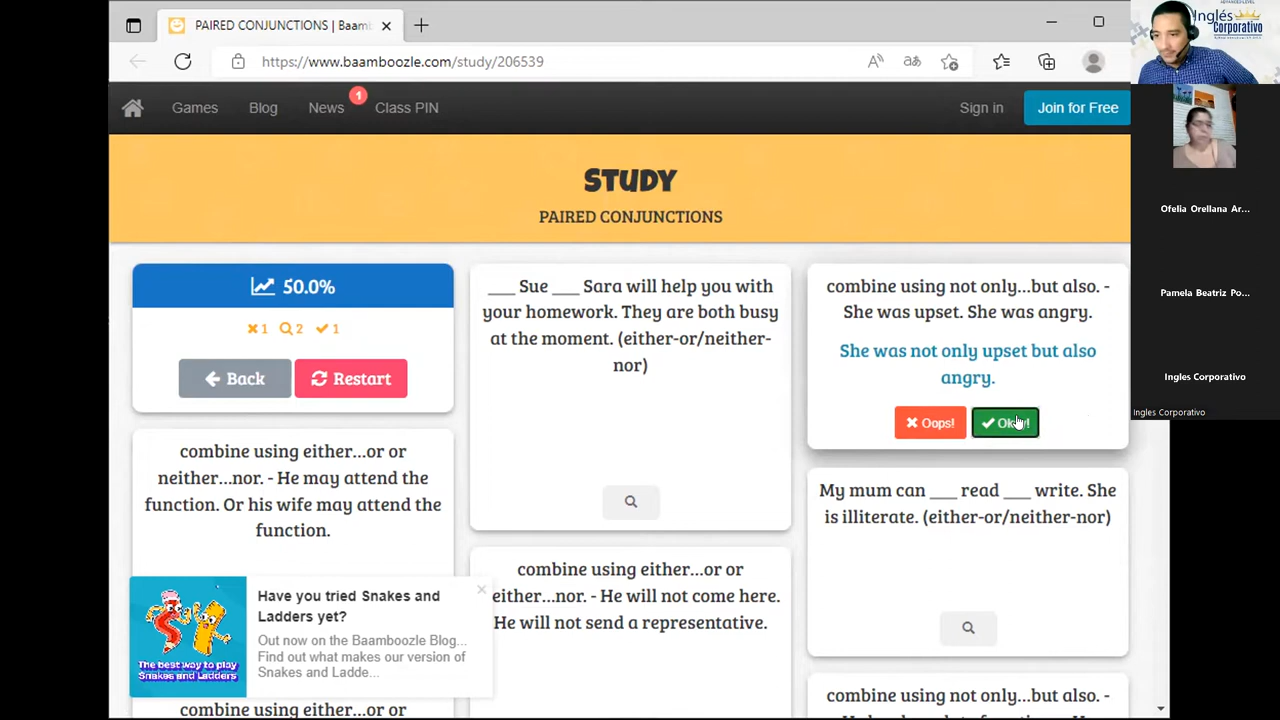 PAIRED CONJUNCTIONS | Baam
https://www.baamboozle.com/study/206539
Games
Blog
News
1
Class PIN
Sign in
Join for Free
STUDY
PAIRED CONJUNCTIONS
50.0%
1
2
1
Back
Restart
combine using either...or or
neither...nor. - He may attend the
function. Or his wife may attend the
function.
Have you tried Snakes and
Ladders yet?
Out now on the Baamboozle Blog...
Find out what makes our version of
Snakes and Ladde...
The best way to play
Snakes and Ladders
combine using either...or or
___ Sue ___ Sara will help you with
your homework. They are both busy
at the moment. (either-or/neither-
nor)
combine using either...or or
either...nor. - He will not come here.
He will not send a representative.
combine using not only...but also. -
She was upset. She was angry.
She was not only upset but also
angry.
Oops!
Okay!
My mum can ___ read ___ write. She
is illiterate. (either-or/neither-nor)
combine using not only...but also. -
Inglés
Corporativo
Ofelia Orellana Ar...
Pamela Beatriz Po...
Ingles Corporativo
Ingles Corporativo